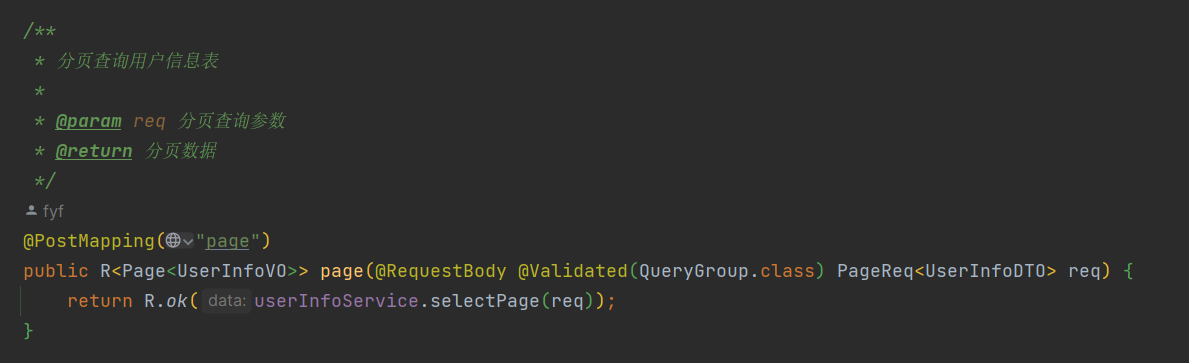 /**
 * 分页查询用户信息表
 *
 * @param req 分页查询参数
 * @return 分页数据
 */
fyf
@PostMapping("page")
public R<Page<UserInfoVO>> page(@RequestBody @Validated(QueryGroup.class) PageReq<UserInfoDTO> req) {
    return R.ok( data: userInfoService.selectPage(req));
}